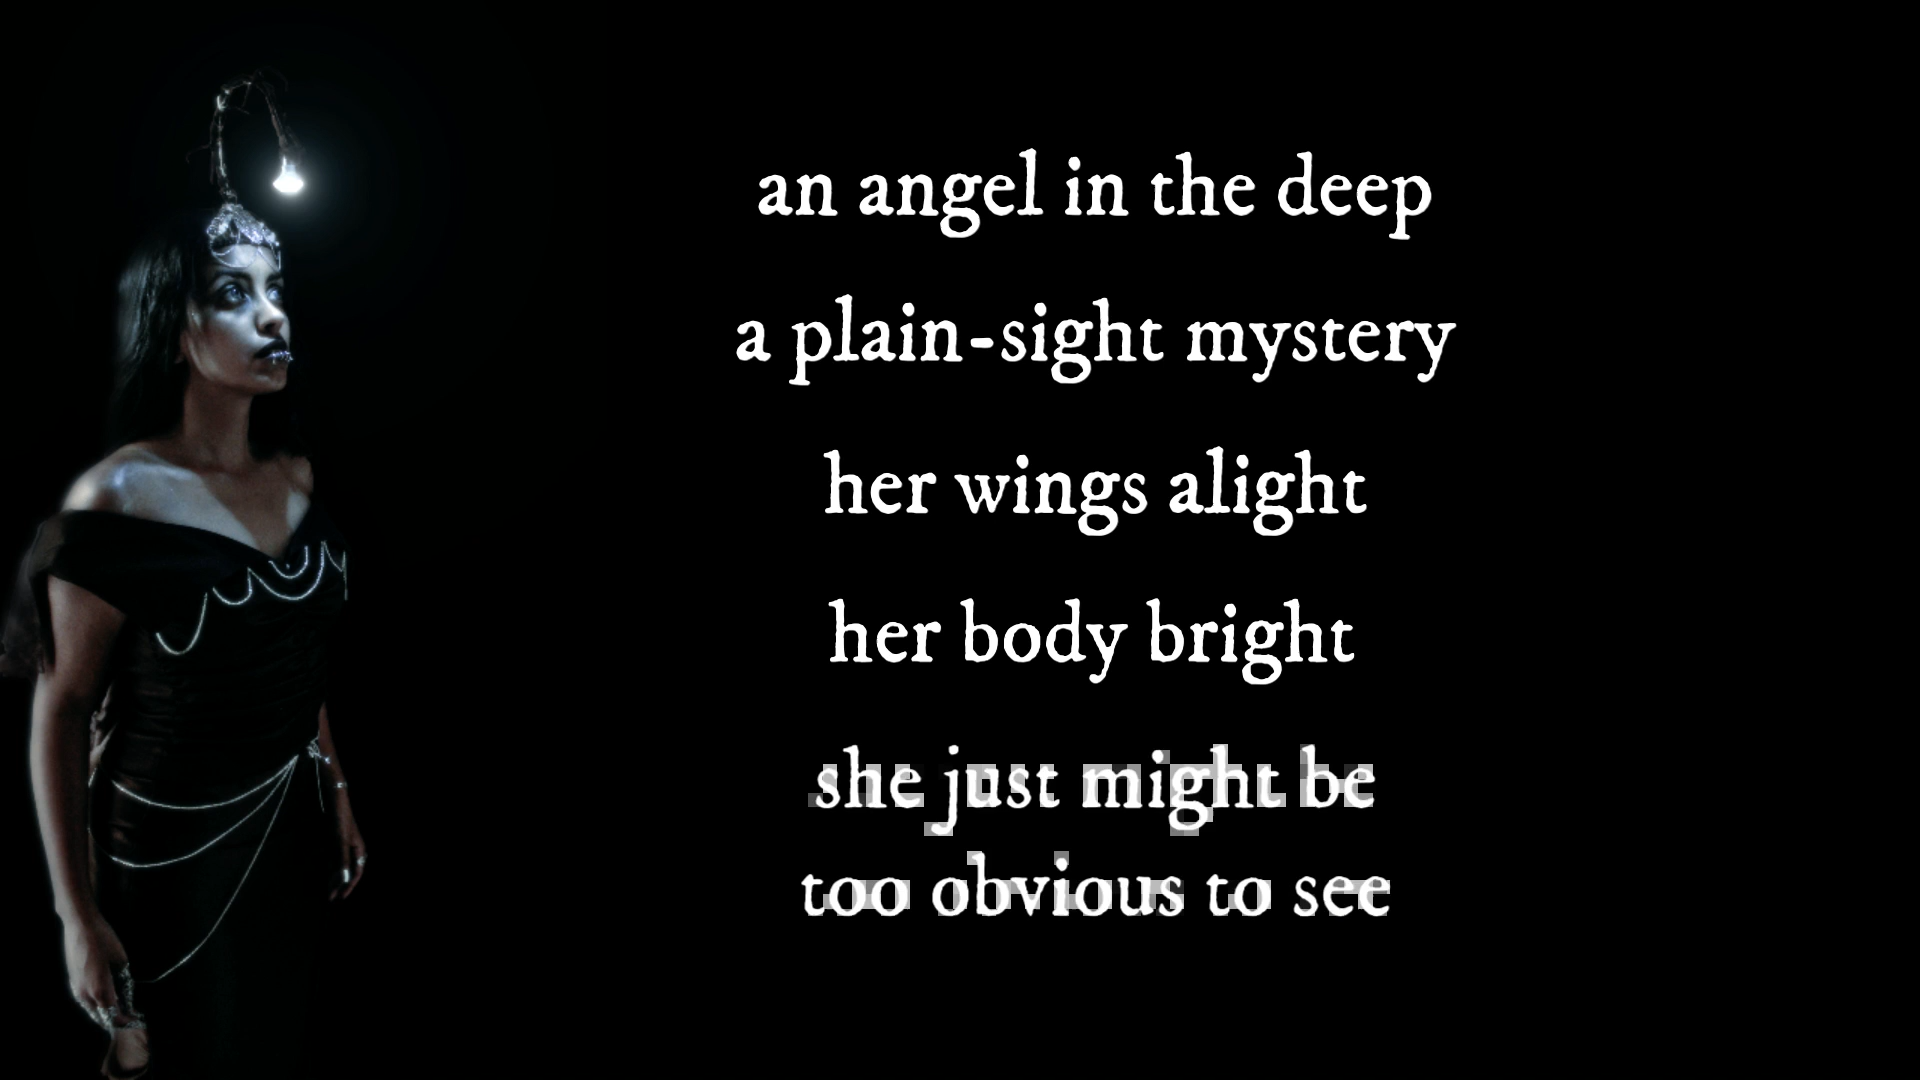 an angel in the deep
a plain-sight mystery
her wings alight
her body bright
she just might be
too obvious to see